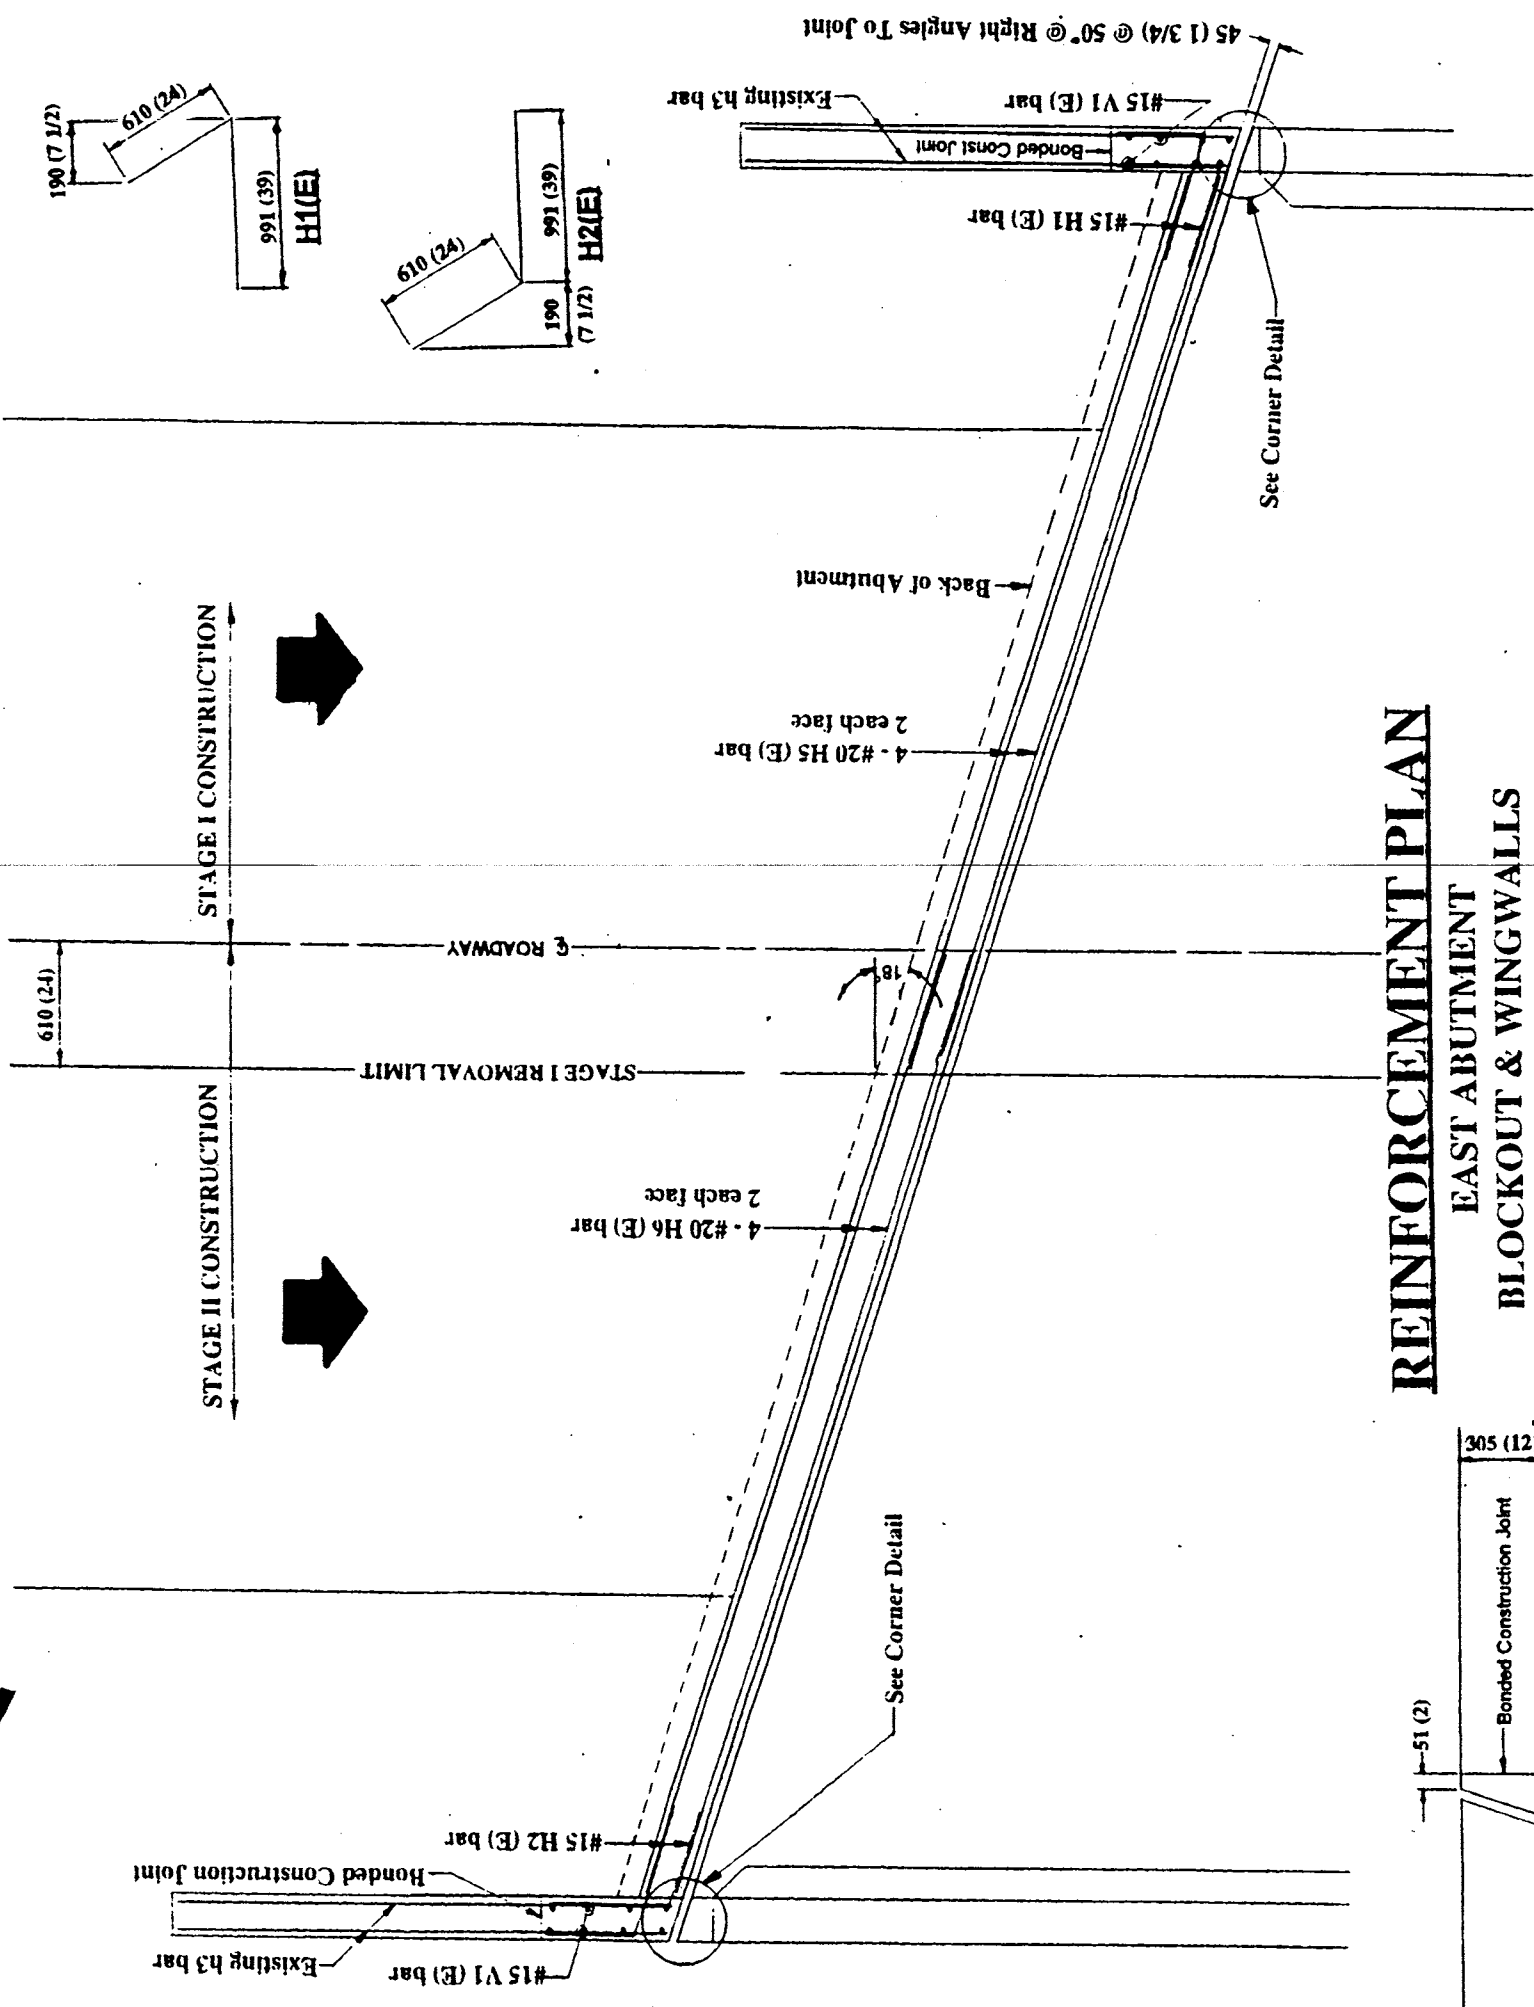 190 (7 1/2)
610 (24)
991 (39)
H1(E)
610 (24)
991 (39)
190
(7 1/2)
H2(E)
45 (1 3/4) @ 50° @ Right Angles To Joint
Existing h3 bar
#15 V1 (E) bar
Bonded Const Joint
#15 H1 (E) bar
See Corner Detail
Back of Abutment
STAGE I CONSTRUCTION
4 - #20 H5 (E) bar
2 each face
℄ ROADWAY
610 (24)
18°
STAGE I REMOVAL LIMIT
STAGE II CONSTRUCTION
4 - #20 H6 (E) bar
2 each face
See Corner Detail
#15 H2 (E) bar
Bonded Construction Joint
Existing h3 bar
#15 V1 (E) bar
REINFORCEMENT PLAN
EAST ABUTMENT
BLOCKOUT & WINGWALLS
305 (12
Bonded Construction Joint
51 (2)